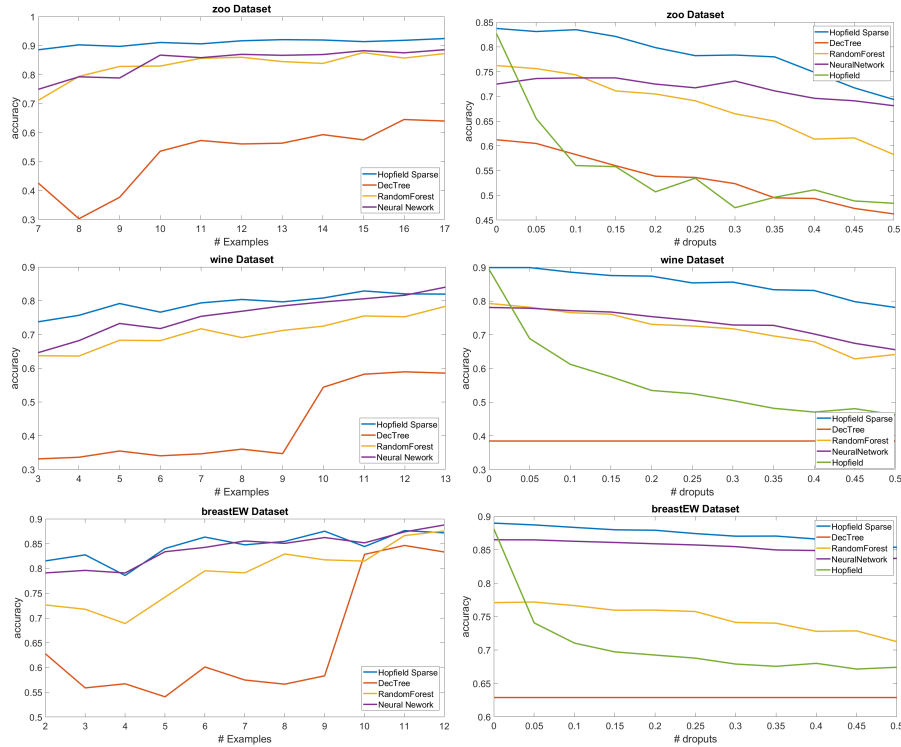 zoo Dataset
1
0.9
0.8
0.7
0.6
0.5
0.4
0.3
accuracy
7 8 9 10 11 12 13 14 15 16 17
# Examples
Hopfield Sparse
DecTree
RandomForest
Neural Nework
zoo Dataset
0.85
0.8
0.75
0.7
0.65
0.6
0.55
0.5
0.45
accuracy
0 0.05 0.1 0.15 0.2 0.25 0.3 0.35 0.4 0.45 0.5
# droputs
Hopfield Sparse
DecTree
RandomForest
NeuralNetwork
Hopfield
wine Dataset
0.9
0.8
0.7
0.6
0.5
0.4
0.3
accuracy
3 4 5 6 7 8 9 10 11 12 13
# Examples
Hopfield Sparse
DecTree
RandomForest
Neural Nework
wine Dataset
0.9
0.8
0.7
0.6
0.5
0.4
0.3
accuracy
0 0.05 0.1 0.15 0.2 0.25 0.3 0.35 0.4 0.45 0.5
# droputs
Hopfield Sparse
DecTree
RandomForest
NeuralNetwork
Hopfield
breastEW Dataset
0.9
0.85
0.8
0.75
0.7
0.65
0.6
0.55
0.5
accuracy
2 3 4 5 6 7 8 9 10 11 12
# Examples
Hopfield Sparse
DecTree
RandomForest
Neural Nework
breastEW Dataset
0.9
0.85
0.8
0.75
0.7
0.65
0.6
accuracy
0 0.05 0.1 0.15 0.2 0.25 0.3 0.35 0.4 0.45 0.5
# droputs
Hopfield Sparse
DecTree
RandomForest
NeuralNetwork
Hopfield